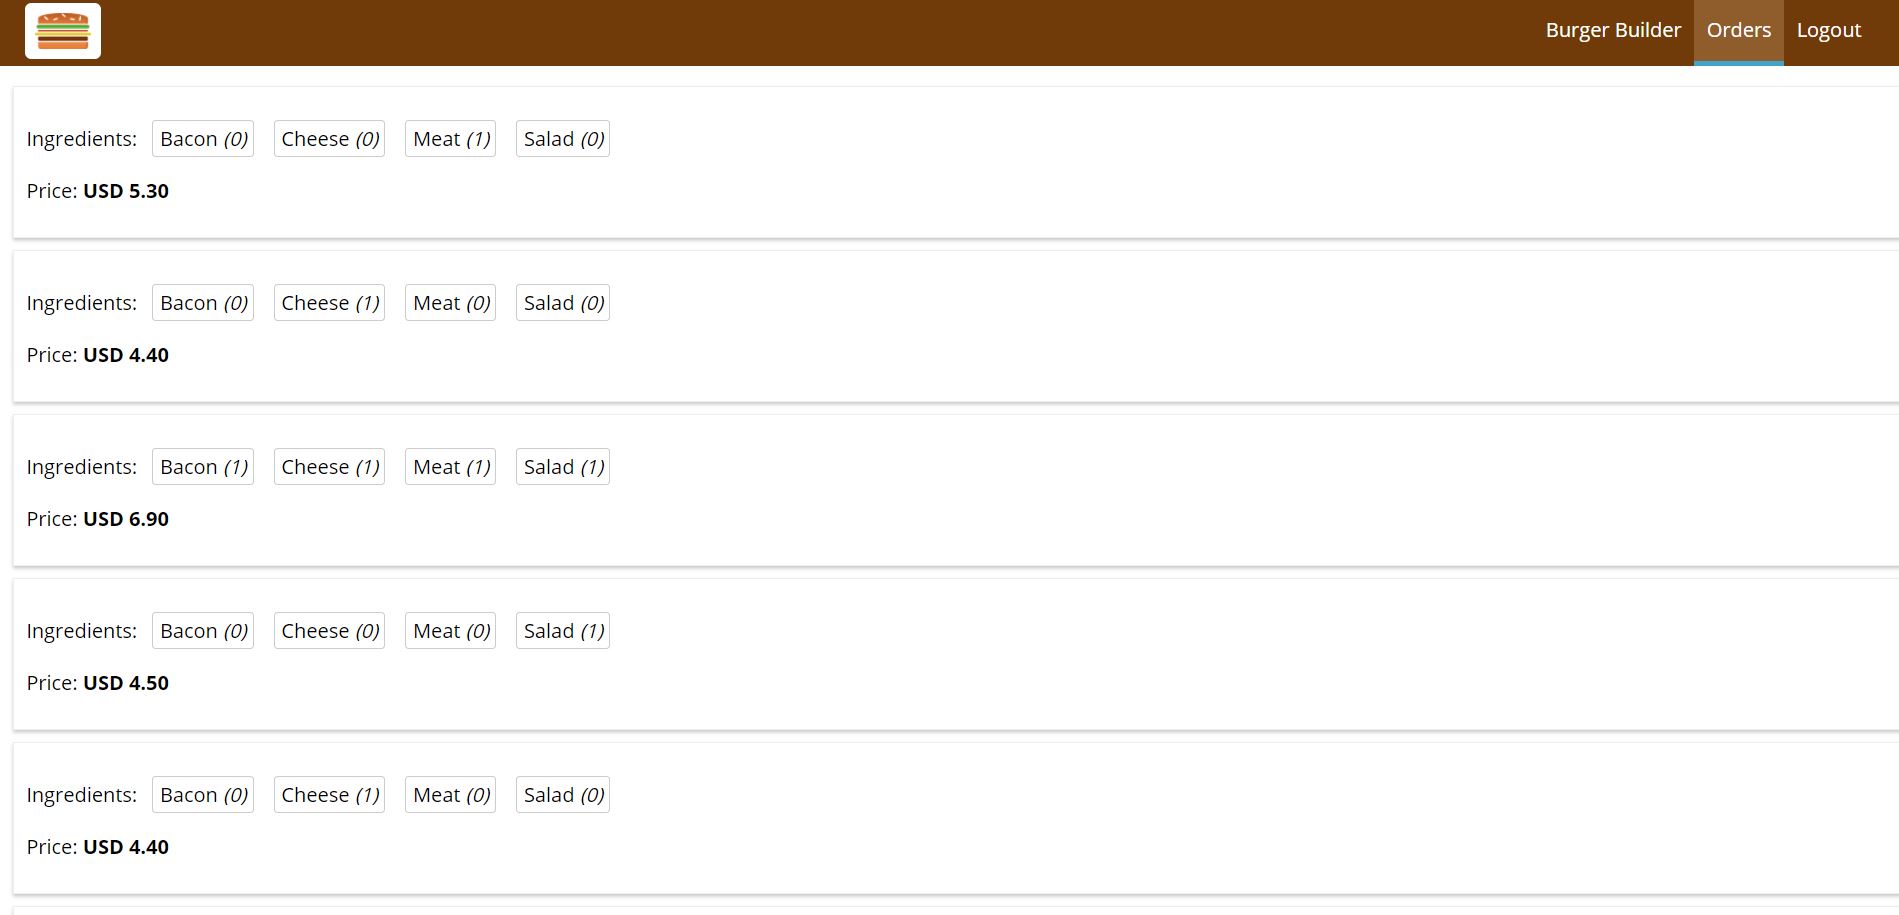 Burger Builder Orders Logout
Ingredients: Bacon (0) Cheese (0) Meat (1) Salad (0)
Price: USD 5.30
Ingredients: Bacon (0) Cheese (1) Meat (0) Salad (0)
Price: USD 4.40
Ingredients: Bacon (1) Cheese (1) Meat (1) Salad (1)
Price: USD 6.90
Ingredients: Bacon (0) Cheese (0) Meat (0) Salad (1)
Price: USD 4.50
Ingredients: Bacon (0) Cheese (1) Meat (0) Salad (0)
Price: USD 4.40